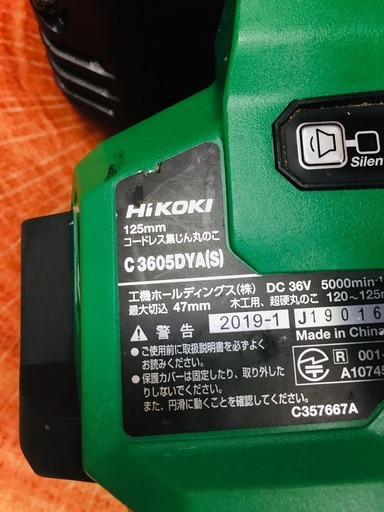 Silen
HiKOKI
125mm
コードレス集じん丸のこ
C3605DYA(S)
工機ホールディングス(株) DC 36V 5000min-1
最大切込 47mm 木工用、超硬丸のこ 120~125m
警告 2019-1 J19016
Made in China
・ご使用前に取扱説明書を必ずよく
お読みください。
・保護カバーは固定したり、取り外した
りしないでください。
また、円滑に動くことをご確認ください。
R 001-
A10745
C357667A